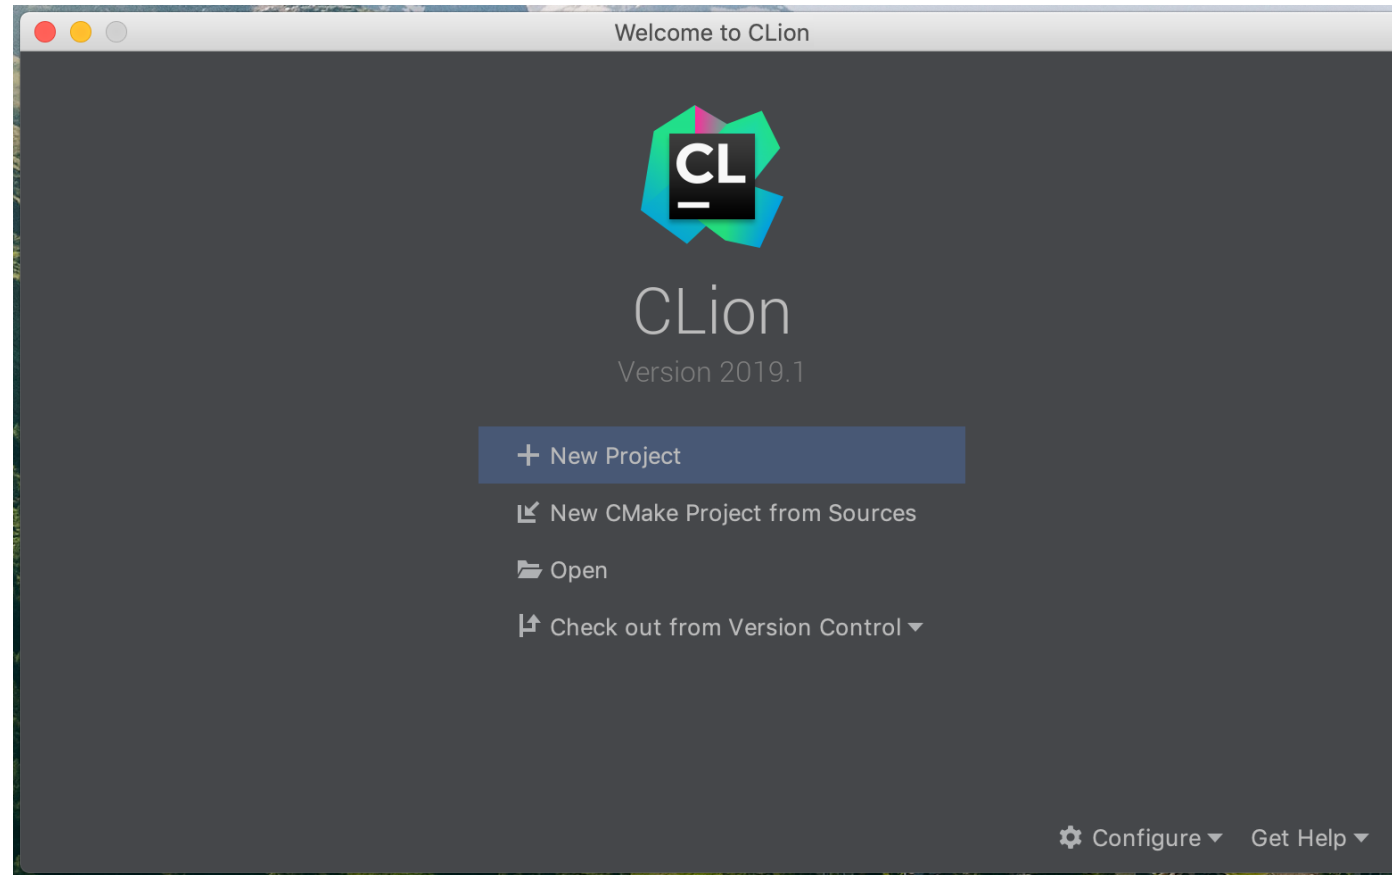 Welcome to CLion
CL
CLion
Version 2019.1
New Project
New CMake Project from Sources
Open
Check out from Version Control
Configure Get Help